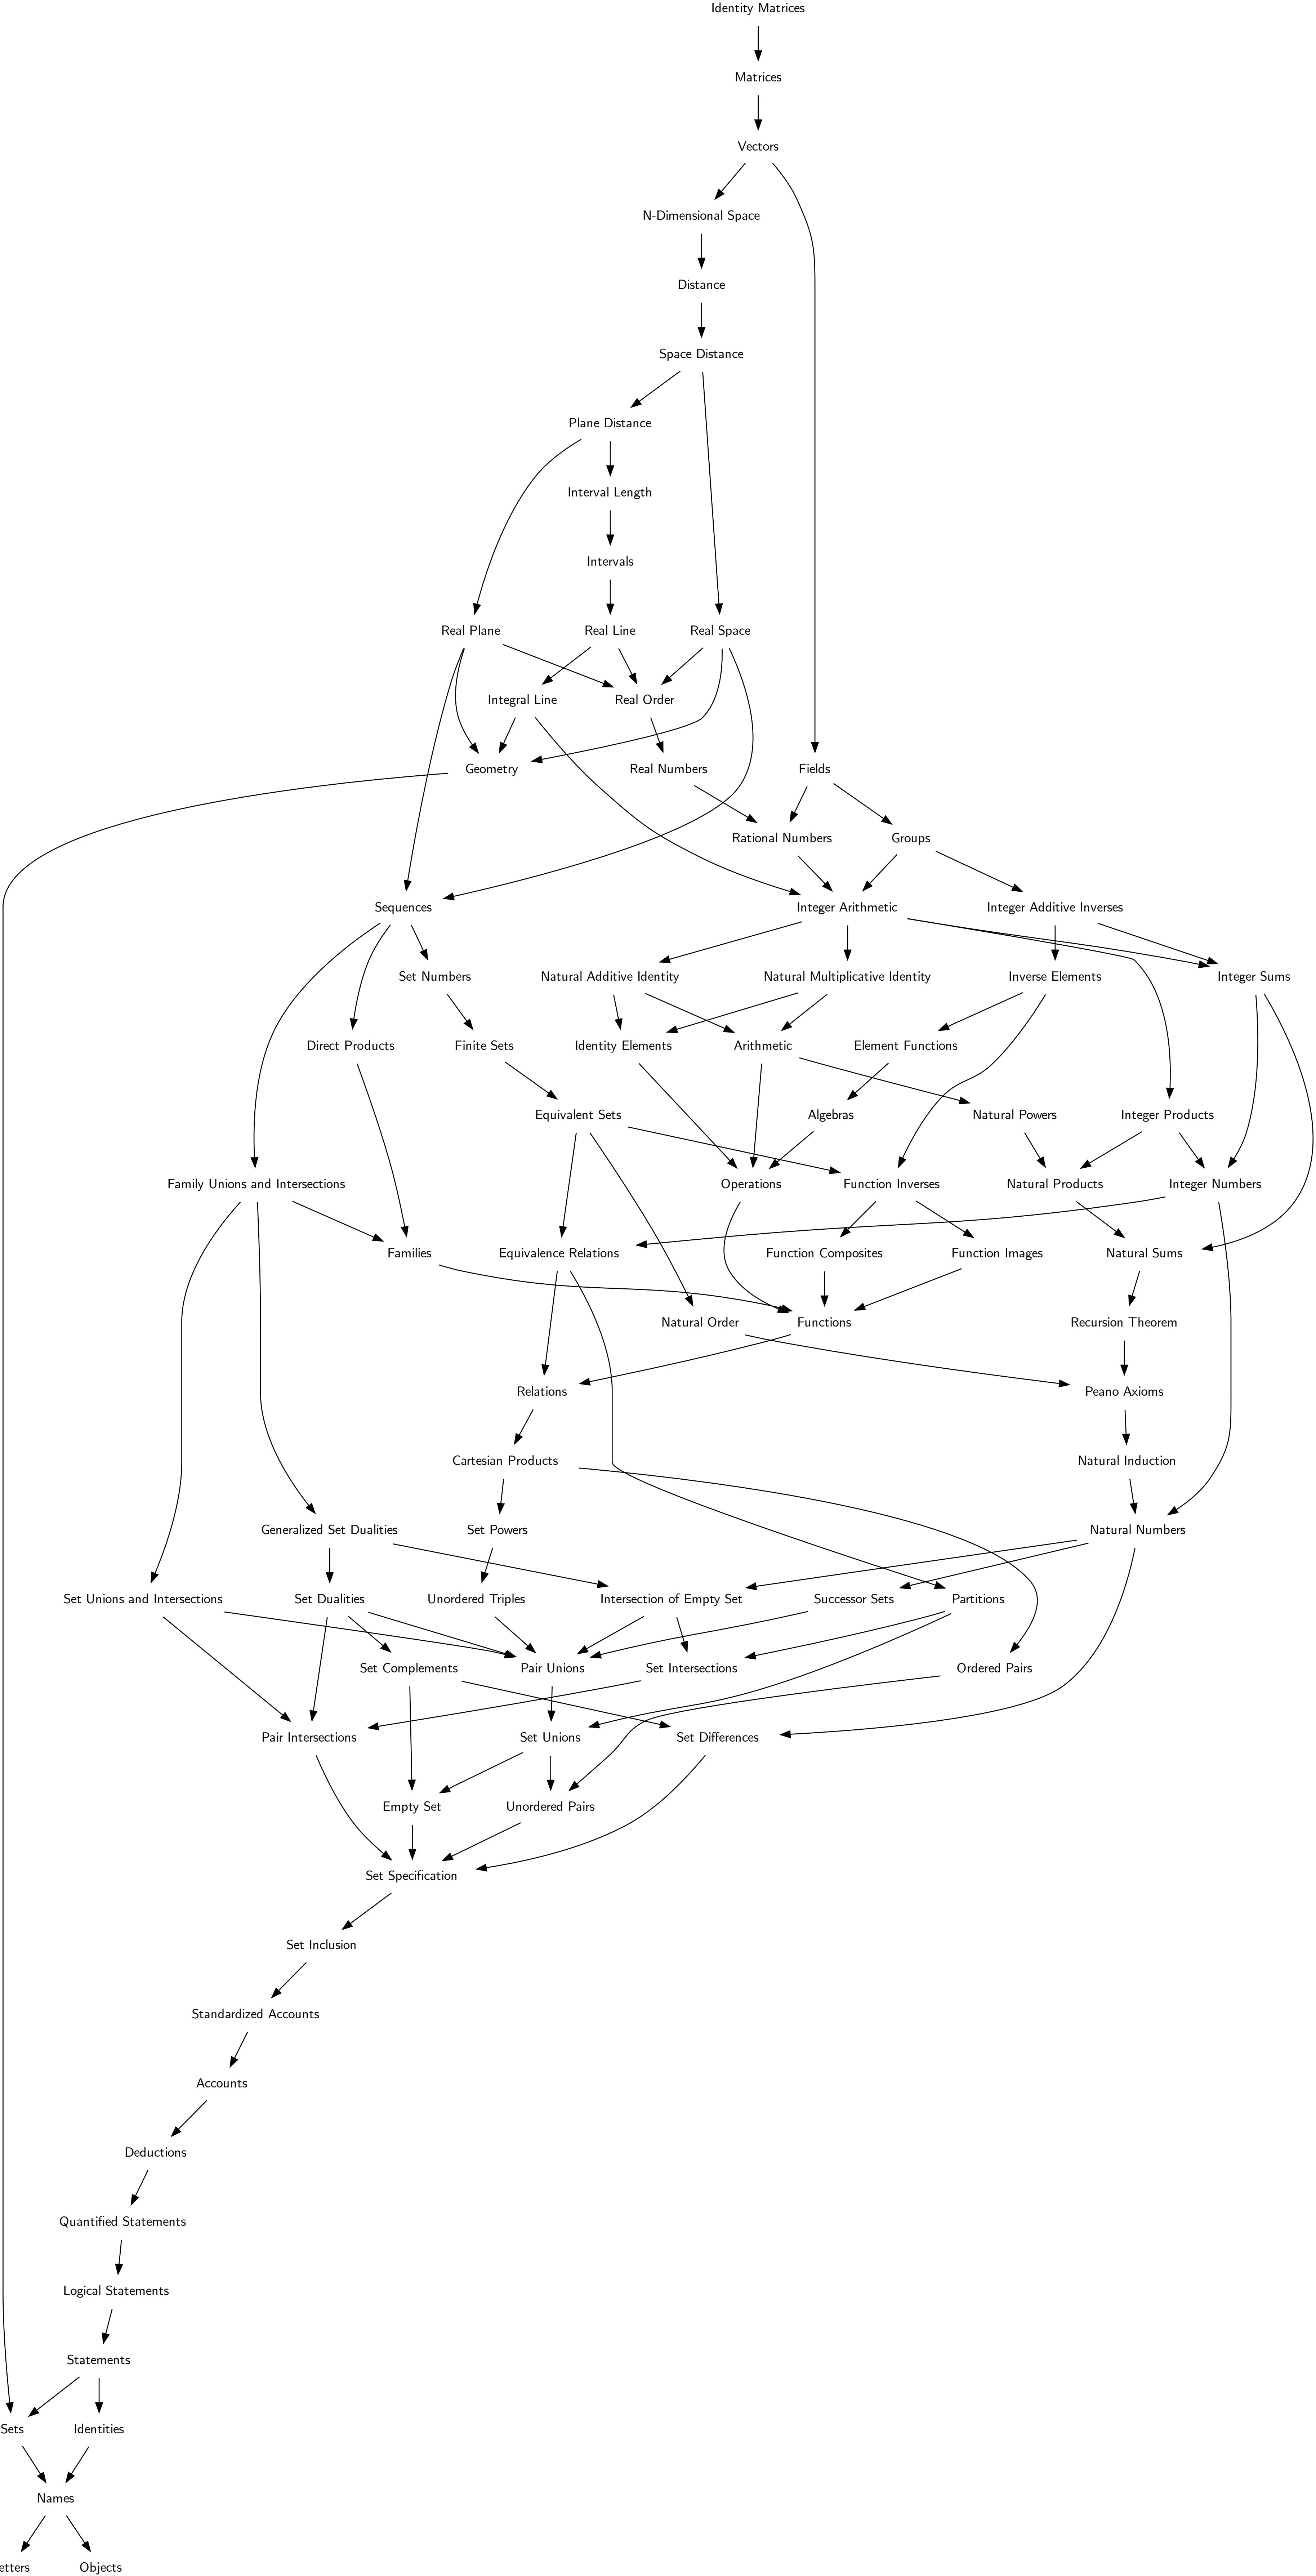 Identity Matrices
Matrices
Vectors
N-Dimensional Space
Distance
Space Distance
Plane Distance
Interval Length
Intervals
Real Plane
Real Line
Real Space
Integral Line
Real Order
Geometry
Real Numbers
Fields
Rational Numbers
Groups
Sequences
Integer Arithmetic
Integer Additive Inverses
Set Numbers
Natural Additive Identity
Natural Multiplicative Identity
Inverse Elements
Integer Sums
Direct Products
Finite Sets
Identity Elements
Arithmetic
Element Functions
Equivalent Sets
Algebras
Natural Powers
Integer Products
Family Unions and Intersections
Operations
Function Inverses
Natural Products
Integer Numbers
Families
Equivalence Relations
Function Composites
Function Images
Natural Sums
Natural Order
Functions
Recursion Theorem
Relations
Peano Axioms
Cartesian Products
Natural Induction
Generalized Set Dualities
Set Powers
Natural Numbers
Set Unions and Intersections
Set Dualities
Unordered Triples
Intersection of Empty Set
Successor Sets
Partitions
Set Complements
Pair Unions
Set Intersections
Ordered Pairs
Pair Intersections
Set Unions
Set Differences
Empty Set
Unordered Pairs
Set Specification
Set Inclusion
Standardized Accounts
Accounts
Deductions
Quantified Statements
Logical Statements
Statements
Sets
Identities
Names
etters
Objects